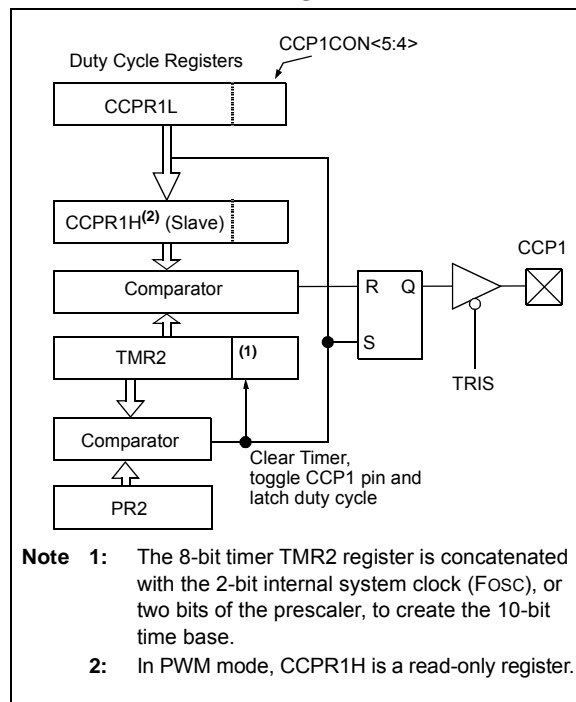 CCP1CON<5:4>
Duty Cycle Registers
CCPR1L
CCPR1H(2) (Slave)
CCP1
Comparator
R Q
TMR2
(1)
S
TRIS
Comparator
Clear Timer,
toggle CCP1 pin and
latch duty cycle
PR2
Note 1: The 8-bit timer TMR2 register is concatenated
with the 2-bit internal system clock (FOSC), or
two bits of the prescaler, to create the 10-bit
time base.
2: In PWM mode, CCPR1H is a read-only register.